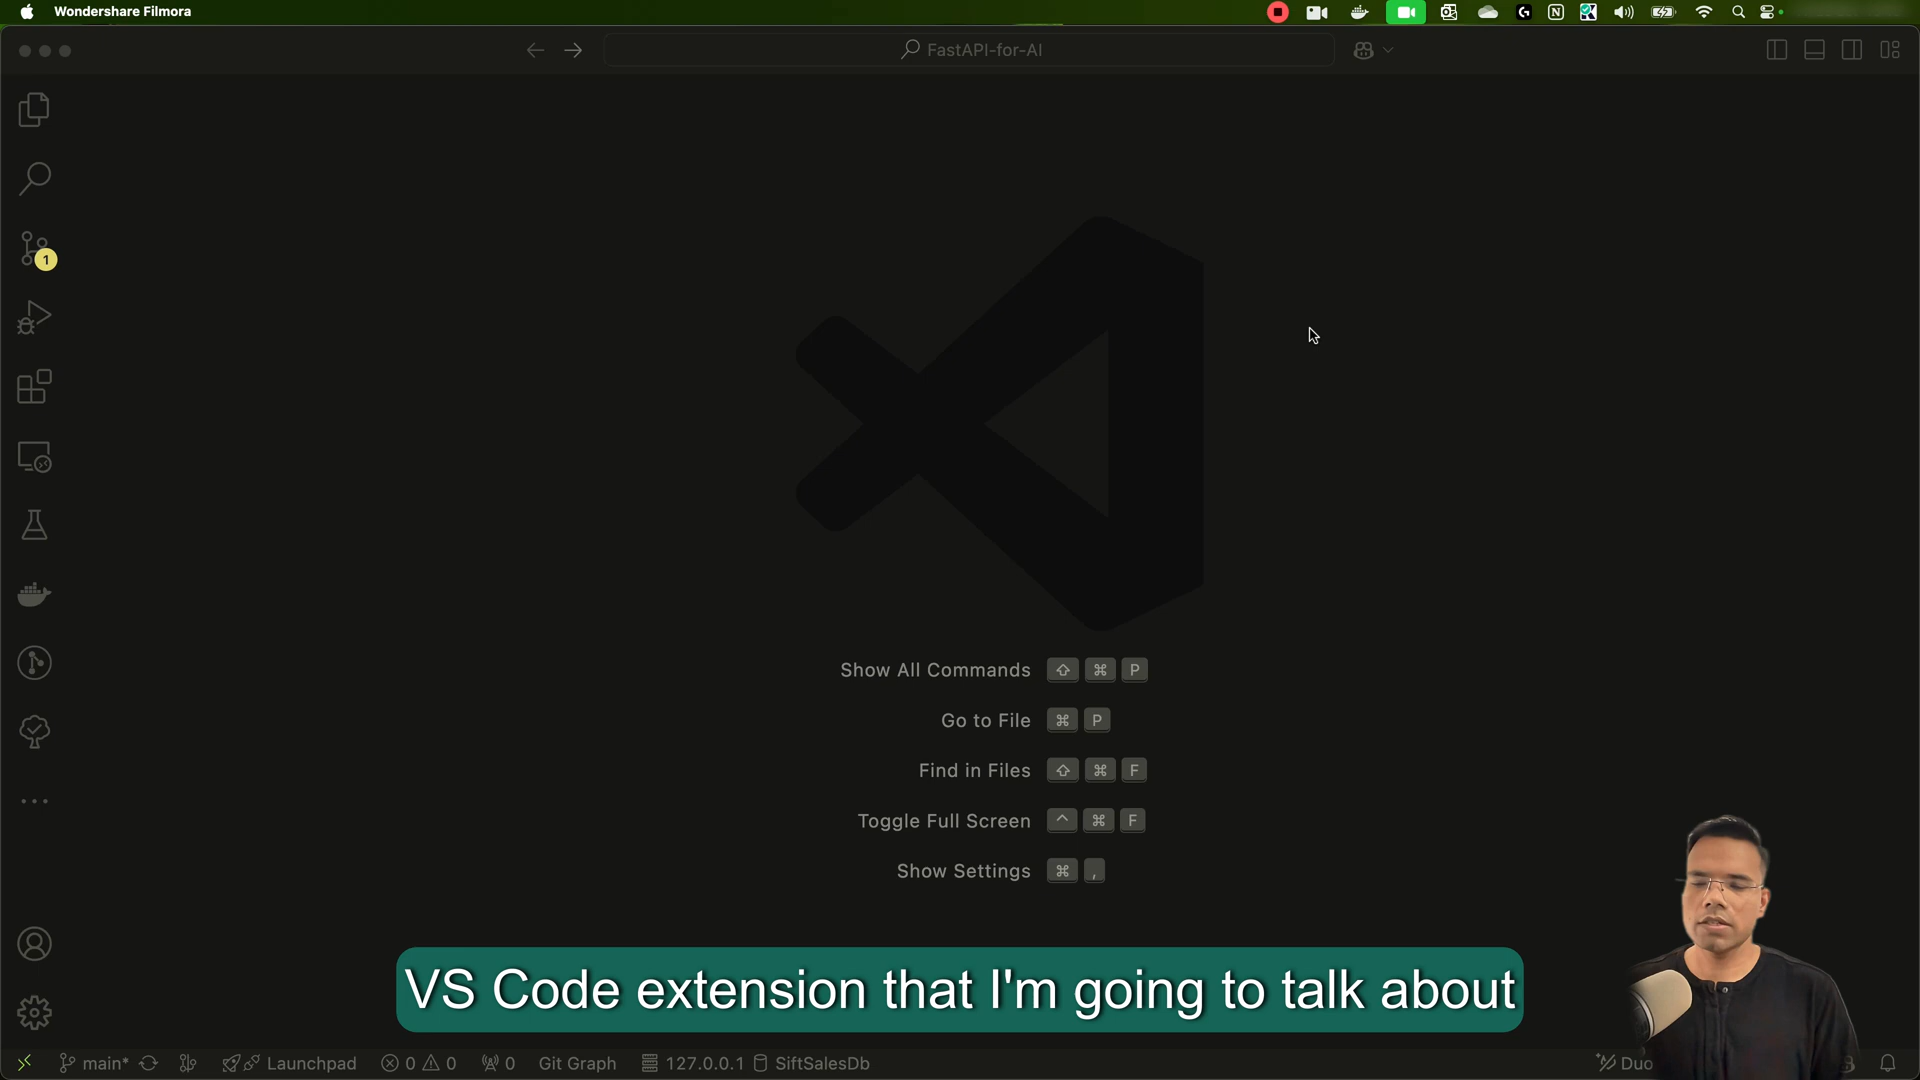 Wondershare Filmora
FastAPI-for-AI
1
Show All Commands ⇧ ⌘ P
Go to File ⌘ P
Find in Files ⇧ ⌘ F
Toggle Full Screen ^ ⌘ F
Show Settings ⌘ ,
VS Code extension that I'm going to talk about
main* Launchpad 0 0 0 Git Graph 127.0.0.1 SiftSalesDb Duo